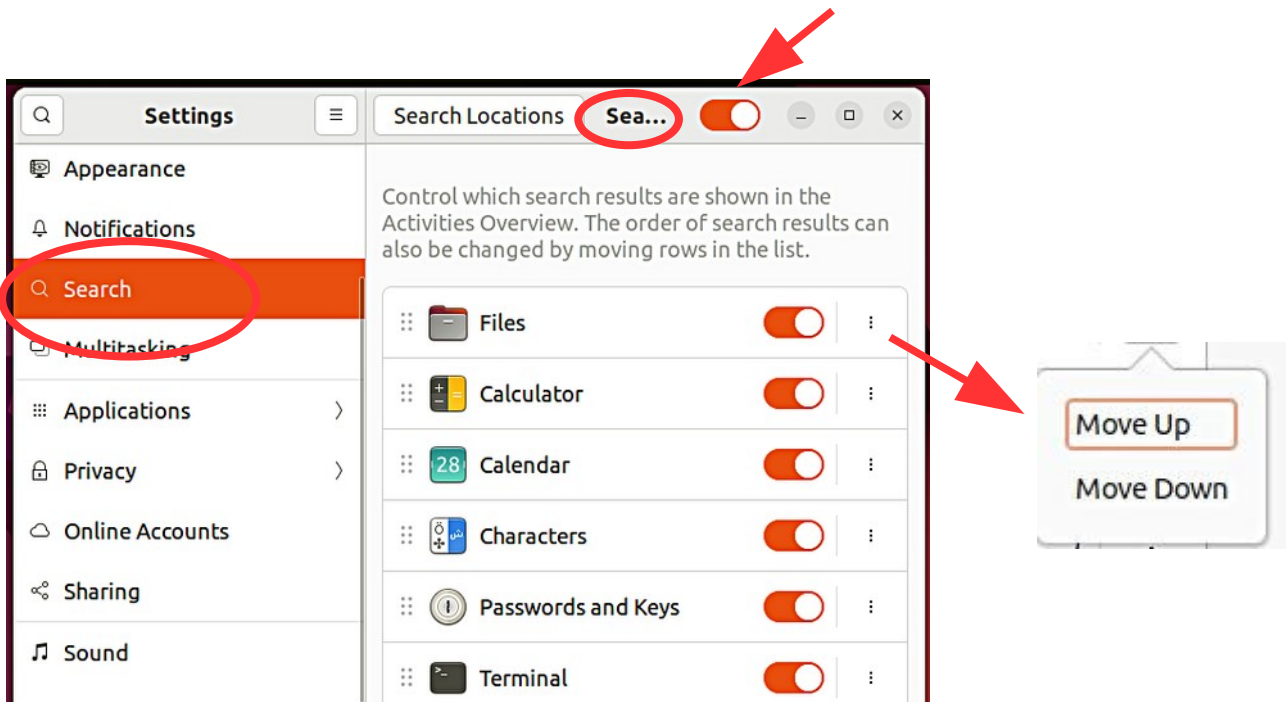 Settings
Search Locations
Sea...
Appearance
Notifications
Search
Multitasking
Applications
Privacy
Online Accounts
Sharing
Sound
Control which search results are shown in the
Activities Overview. The order of search results can
also be changed by moving rows in the list.
Files
Calculator
28 Calendar
Characters
Passwords and Keys
Terminal
Move Up
Move Down